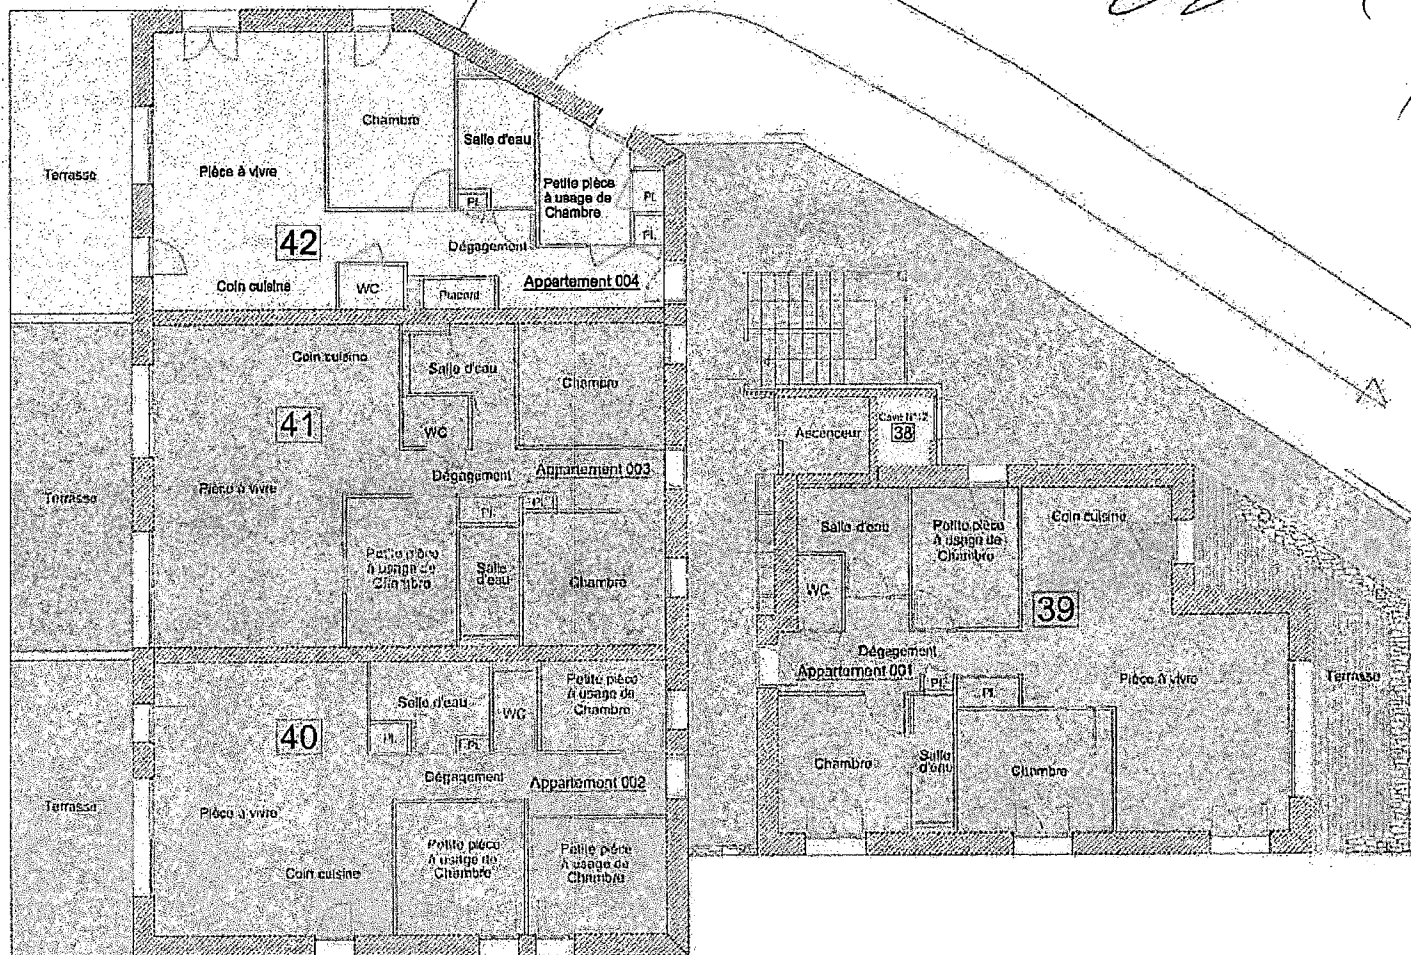 Terrasse
Pièce à vivre
Chambre
Salle d'eau
Petite pièce
à usage de
Chambre
Pl.
Pl.
Pl.
42
Dégagement
Coin cuisine
WC
Placard
Appartement 004
Terrasse
Coin cuisine
Salle d'eau
Chambre
41
WC
Dégagement
Appartement 003
Pièce à vivre
Pl.
Pl.
Petite pièce
à usage de
Chambre
Salle
d'eau
Chambre
Terrasse
40
Salle d'eau
Pl.
Pl.
WC
Petite pièce
à usage de
Chambre
Dégagement
Appartement 002
Pièce à vivre
Coin cuisine
Petite pièce
à usage de
Chambre
Petite pièce
à usage de
Chambre
Ascenceur
Cave N°12
38
Salle d'eau
Petite pièce
à usage de
Chambre
Coin cuisine
WC
39
Dégagement
Appartement 001
Pl.
Pl.
Pièce à vivre
Terrasse
Chambre
Salle
d'eau
Chambre